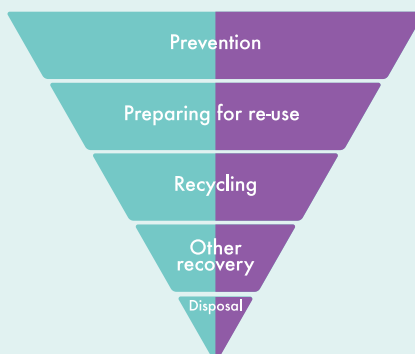 Prevention
Preparing for re-use
Recycling
Other
recovery
Disposal